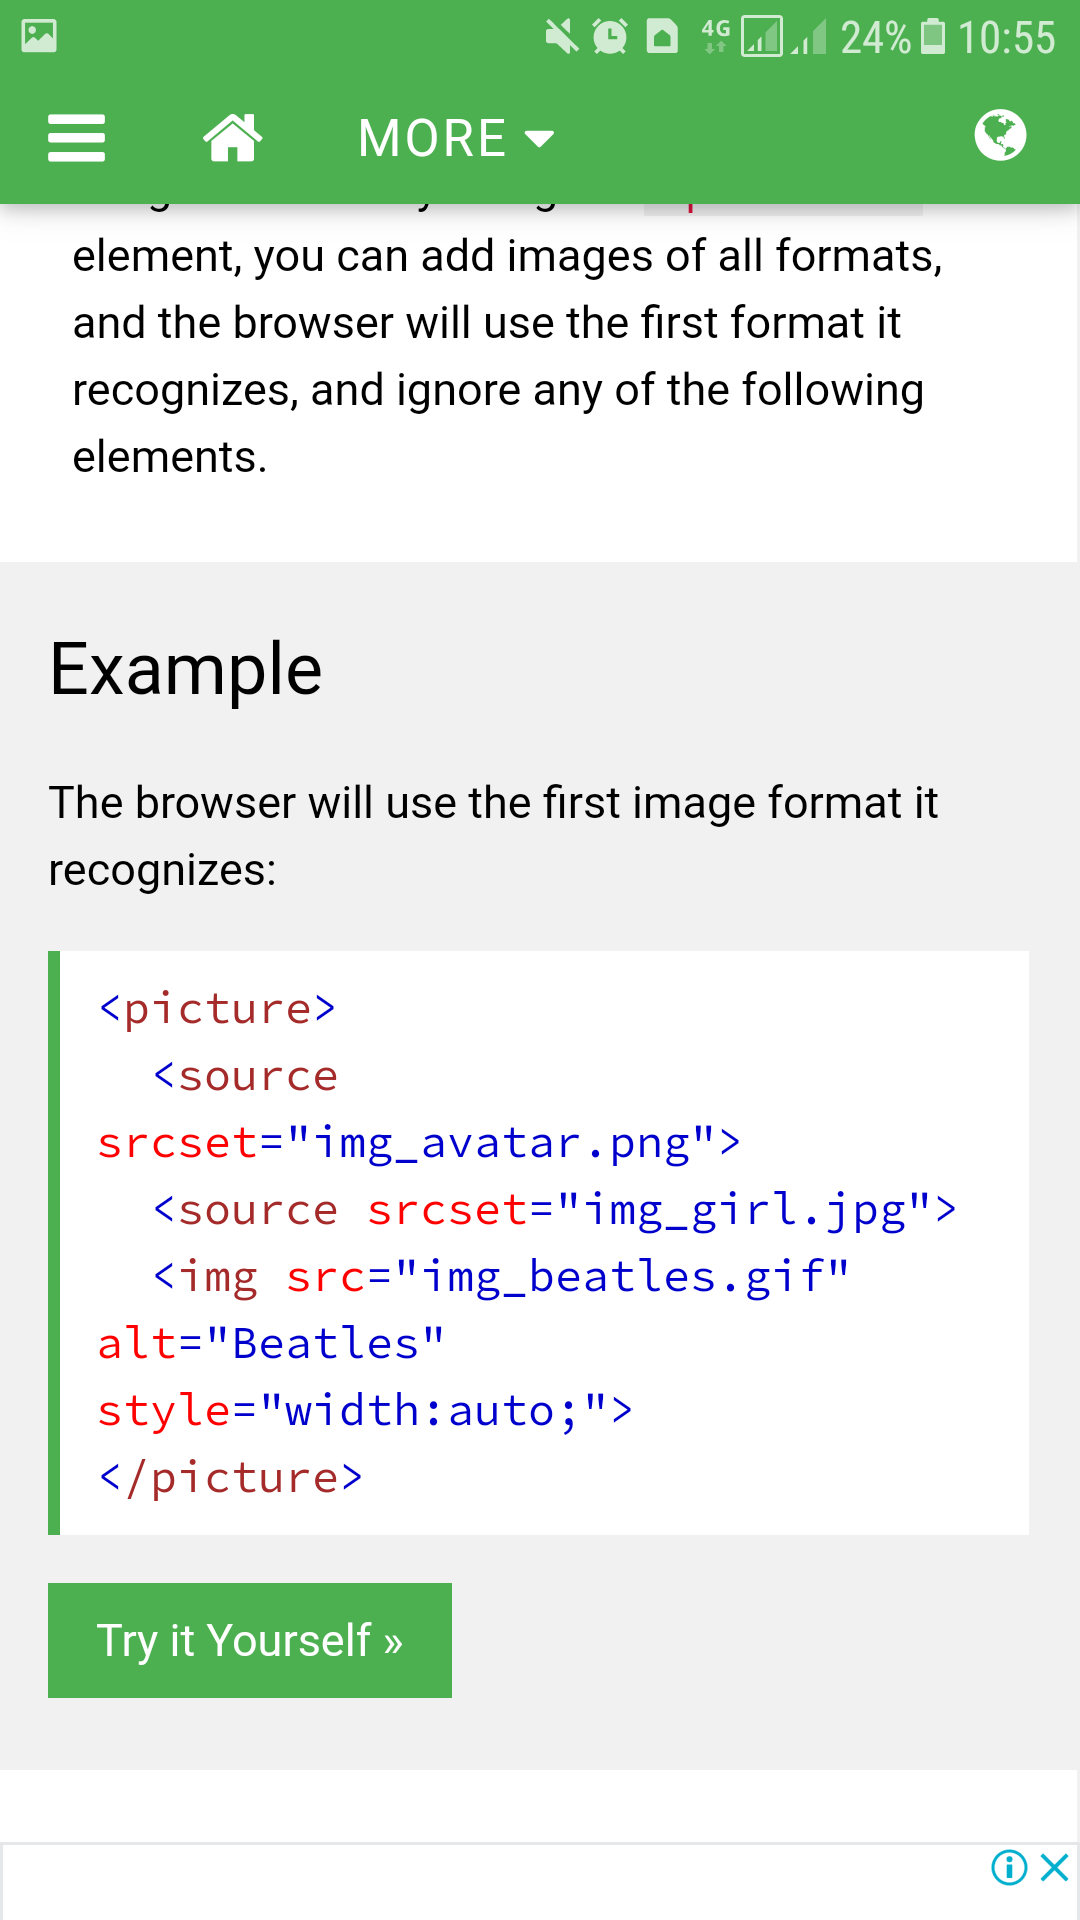 4G 24% 10:55
MORE
element, you can add images of all formats,
and the browser will use the first format it
recognizes, and ignore any of the following
elements.
Example
The browser will use the first image format it
recognizes:
<picture>
  <source
srcset="img_avatar.png">
  <source srcset="img_girl.jpg">
  <img src="img_beatles.gif"
alt="Beatles"
style="width:auto;">
</picture>
Try it Yourself »